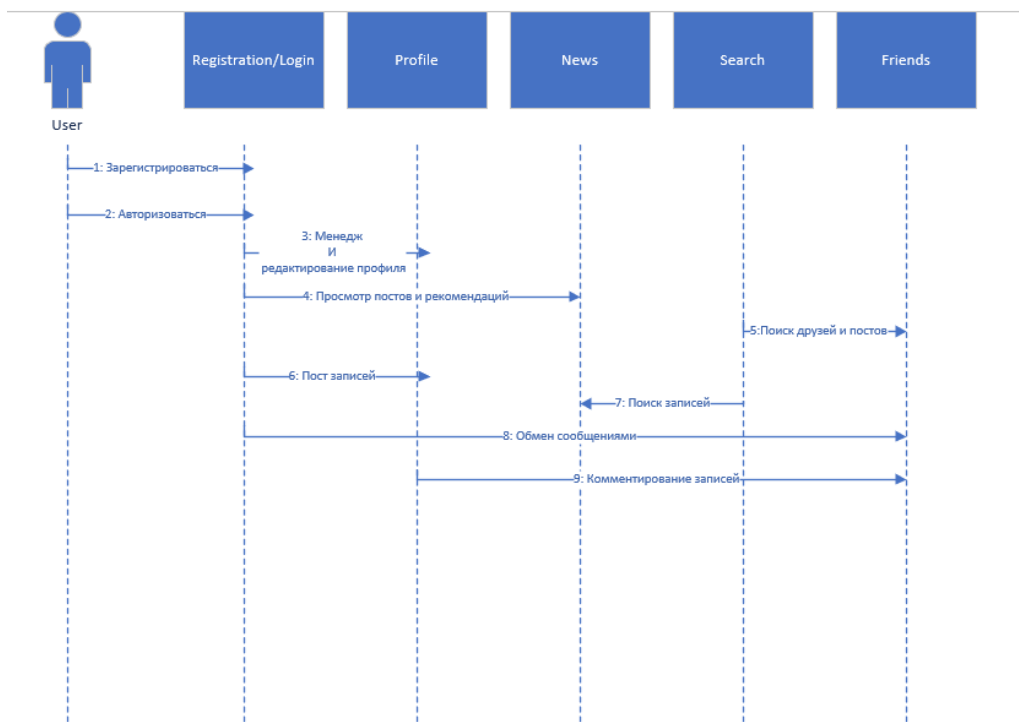 Registration/Login
Profile
News
Search
Friends
User
1: Зарегистрироваться
2: Авторизоваться
3: Менедж
И
редактирование профиля
4: Просмотр постов и рекомендаций
5:Поиск друзей и постов
6: Пост записей
7: Поиск записей
8: Обмен сообщениями
9: Комментирование записей